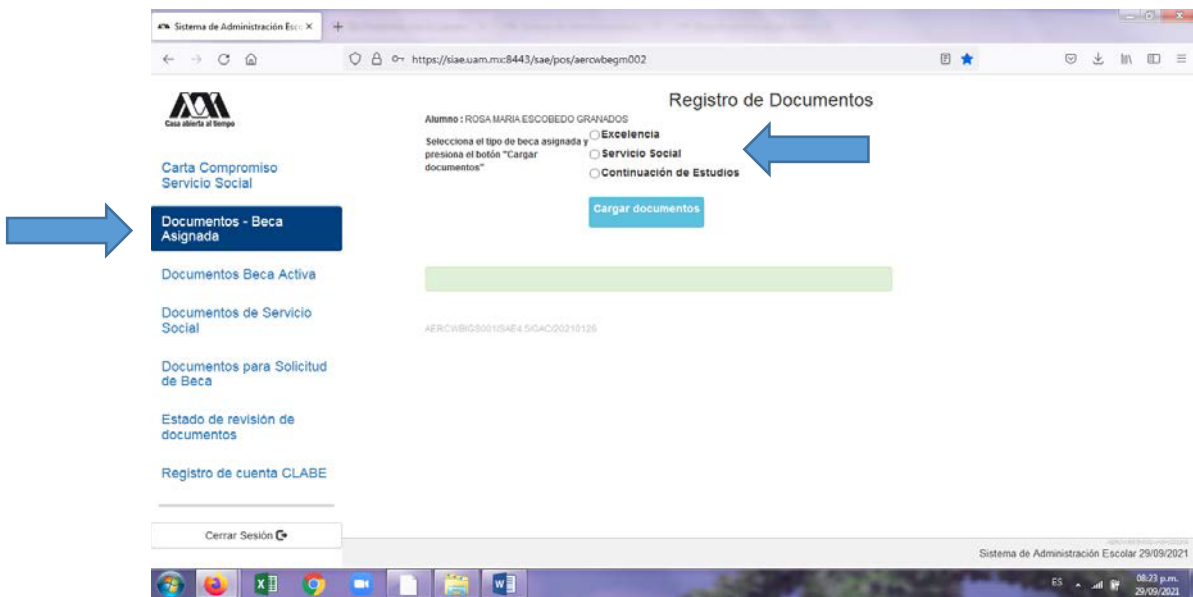 Sistema de Administración Esc
https://siae.uam.mx:8443/sae/pos/aercwbegm002
Casa abierta al tiempo
Carta Compromiso
Servicio Social
Documentos - Beca
Asignada
Documentos Beca Activa
Documentos de Servicio
Social
Documentos para Solicitud
de Beca
Estado de revisión de
documentos
Registro de cuenta CLABE
Cerrar Sesión
Registro de Documentos
Alumno : ROSA MARIA ESCOBEDO GRANADOS
Selecciona el tipo de beca asignada y
presiona el botón "Cargar
documentos"
Excelencia
Servicio Social
Continuación de Estudios
Cargar documentos
Sistema de Administración Escolar 29/09/2021
ES
08:23 p.m.
29/09/2021